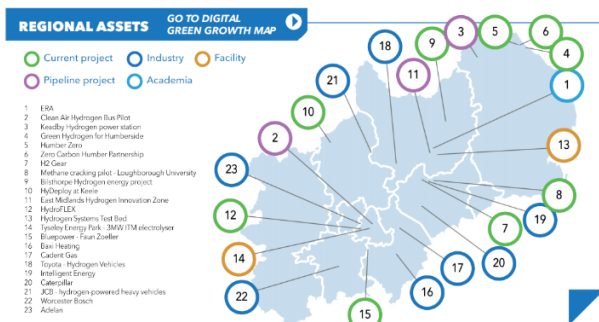 REGIONAL ASSETS
GO TO DIGITAL
GREEN GROWTH MAP
Current project
Industry
Facility
Pipeline project
Academia
1 ERA
2 Clean Air Hydrogen Bus Pilot
3 Keadby Hydrogen power station
4 Green Hydrogen for Humberside
5 Humber Zero
6 Zero Carbon Humber Partnership
7 H2 Gear
8 Methane cracking pilot - Loughborough University
9 Bilsthorpe Hydrogen energy project
10 HyDeploy at Keele
11 East Midlands Hydrogen Innovation Zone
12 HydroFLEX
13 Hydrogen Systems Test Bed
14 Tyseley Energy Park - 3MW ITM electrolyser
15 Bluepower - Faun Zoeller
16 Baxi Heating
17 Cadent Gas
18 Toyota - Hydrogen Vehicles
19 Intelligent Energy
20 Caterpillar
21 JCB - hydrogen-powered heavy vehicles
22 Worcester Bosch
23 Adelan
3
5
6
18
9
4
21
11
1
10
2
13
23
8
12
19
7
14
17
20
22
16
15